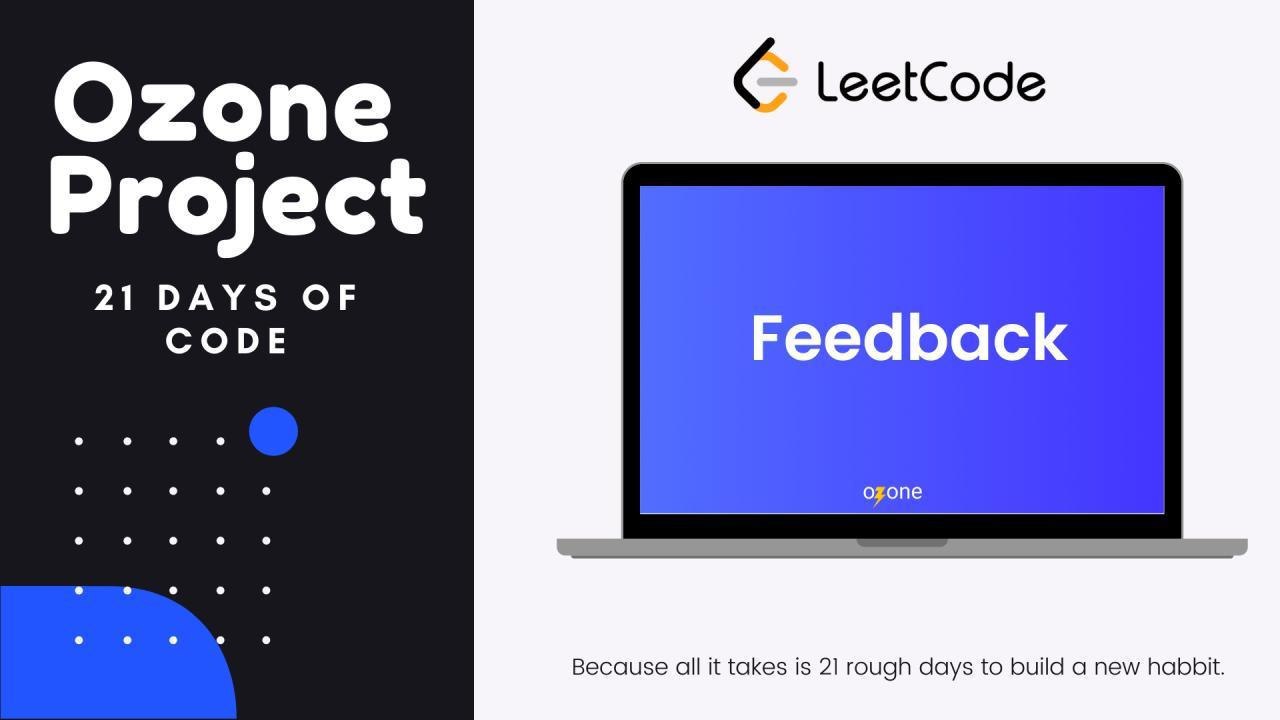 Ozone
Project
21 DAYS OF
CODE
LeetCode
Feedback
ozone
Because all it takes is 21 rough days to build a new habbit.